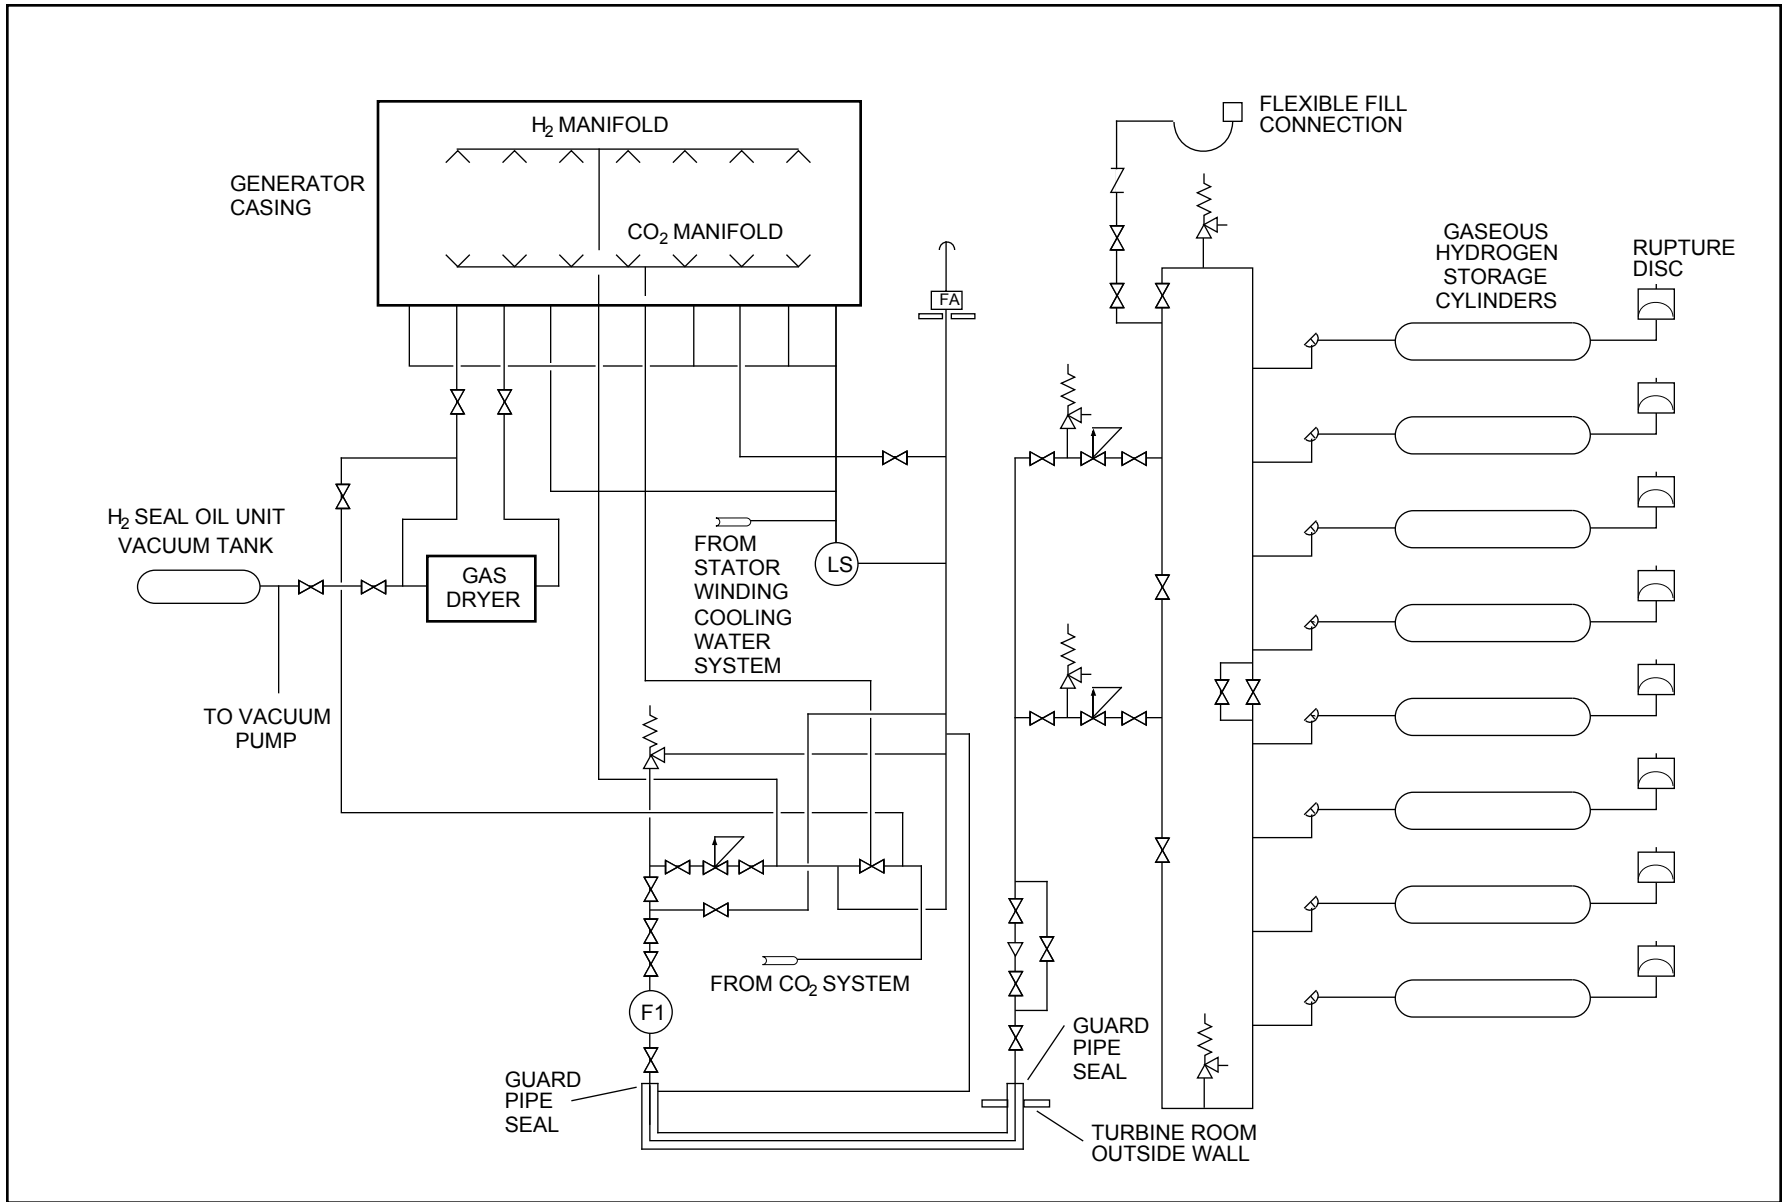 H2 MANIFOLD
GENERATOR
CASING
CO2 MANIFOLD
FA
FLEXIBLE FILL
CONNECTION
GASEOUS
HYDROGEN
STORAGE
CYLINDERS
RUPTURE
DISC
H2 SEAL OIL UNIT
VACUUM TANK
GAS
DRYER
TO VACUUM
PUMP
FROM
STATOR
WINDING
COOLING
WATER
SYSTEM
LS
FROM CO2 SYSTEM
F1
GUARD
PIPE
SEAL
GUARD
PIPE
SEAL
TURBINE ROOM
OUTSIDE WALL